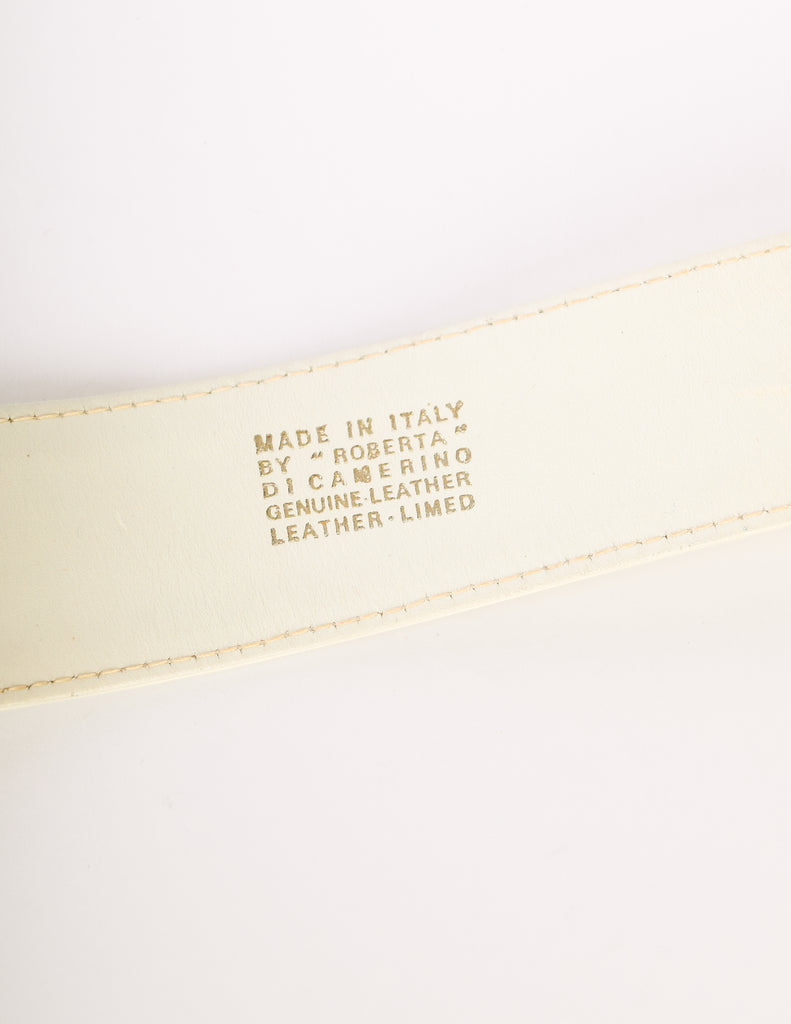 MADE IN ITALY
BY "ROBERTA"
DI CAMERINO
GENUINE-LEATHER
LEATHER-LIMED